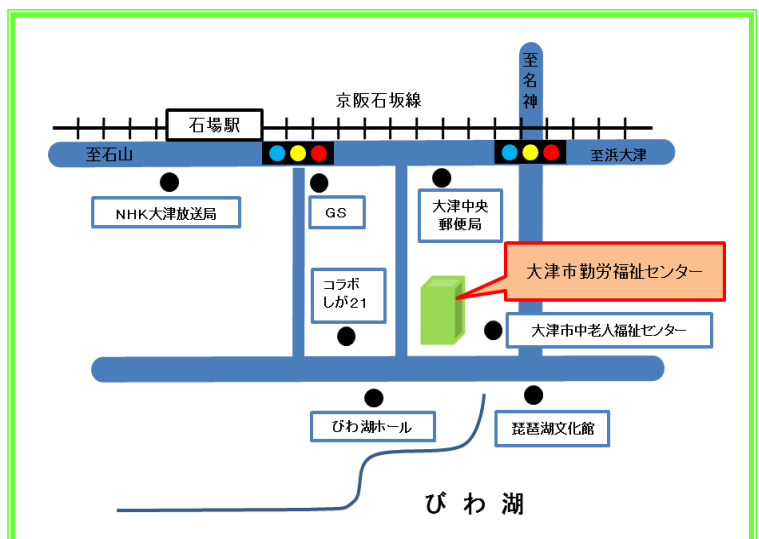 至名神
京阪石坂線
石場駅
至石山
至浜大津
NHK大津放送局
GS
大津中央
郵便局
大津市勤労福祉センター
コラボ
しが21
大津市中老人福祉センター
びわ湖ホール
琵琶湖文化館
びわ湖